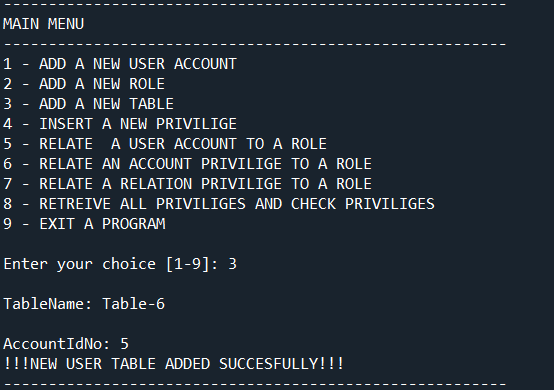 ---------------------------------------------------------
MAIN MENU
---------------------------------------------------------
1 - ADD A NEW USER ACCOUNT
2 - ADD A NEW ROLE
3 - ADD A NEW TABLE
4 - INSERT A NEW PRIVILIGE
5 - RELATE  A USER ACCOUNT TO A ROLE
6 - RELATE AN ACCOUNT PRIVILIGE TO A ROLE
7 - RELATE A RELATION PRIVILIGE TO A ROLE
8 - RETREIVE ALL PRIVILIGES AND CHECK PRIVILIGES
9 - EXIT A PROGRAM
Enter your choice [1-9]: 3
TableName: Table-6
AccountIdNo: 5
!!!NEW USER TABLE ADDED SUCCESFULLY!!!
---------------------------------------------------------